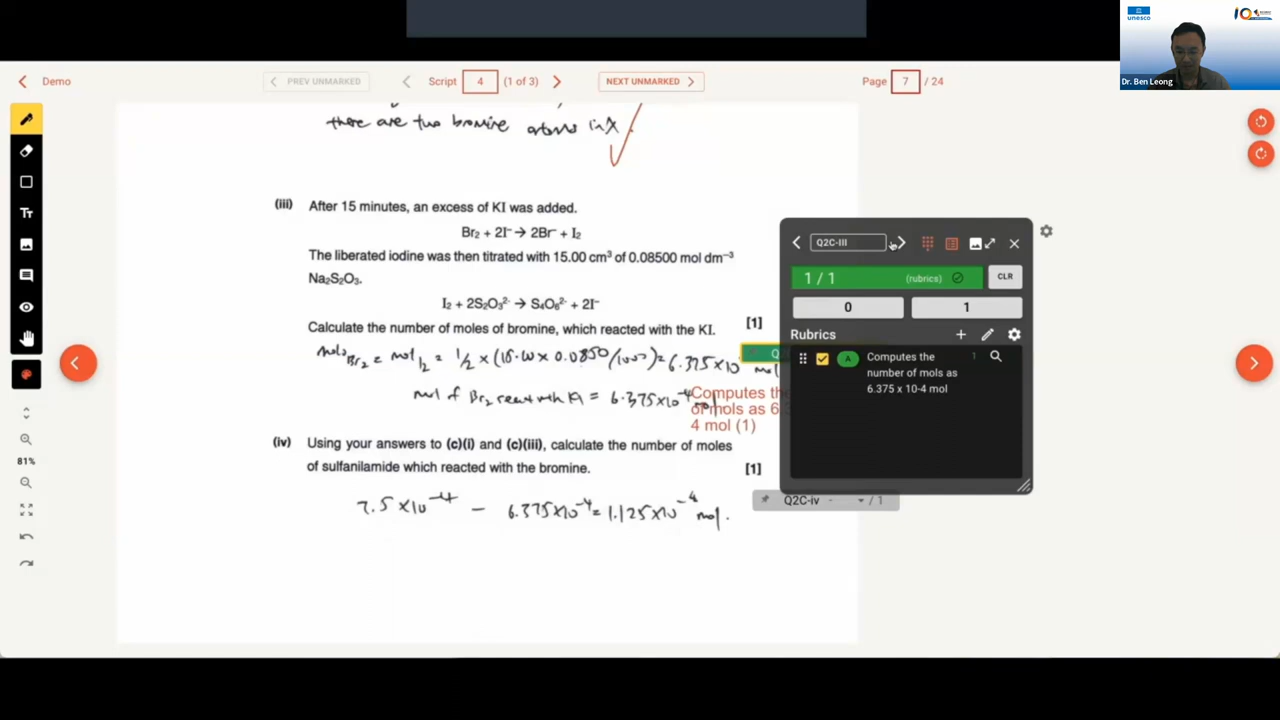 unesco
Dr. Ben Leong
Demo
PREV UNMARKED
Script 4 (1 of 3)
NEXT UNMARKED
Page 7 / 24
there are two bromine atoms in X
(iii) After 15 minutes, an excess of KI was added.
Br₂ + 2I⁻ → 2Br⁻ + I₂
The liberated iodine was then titrated with 15.00 cm³ of 0.08500 mol dm⁻³
Na₂S₂O₃.
I₂ + 2S₂O₃²⁻ → S₄O₆²⁻ + 2I⁻
Calculate the number of moles of bromine, which reacted with the KI. [1]
mols Br₂ = mol I₂ = 1/2 × (15.00 × 0.0850/1000) = 6.375×10 mol
mol of Br₂ react with KI = 6.375×10⁻⁴ mol
Computes the
of mols as 6.3
4 mol (1)
(iv) Using your answers to (c)(i) and (c)(iii), calculate the number of moles
of sulfanilamide which reacted with the bromine. [1]
7.5×10⁻⁴ – 6.375×10⁻⁴ = 1.125×10⁻⁴ mol.
Q2C-iv - / 1
Q2C-III
1 / 1 (rubrics) CLR
0 1
Rubrics
A Computes the 1
number of mols as
6.375 x 10-4 mol
Tт
81%